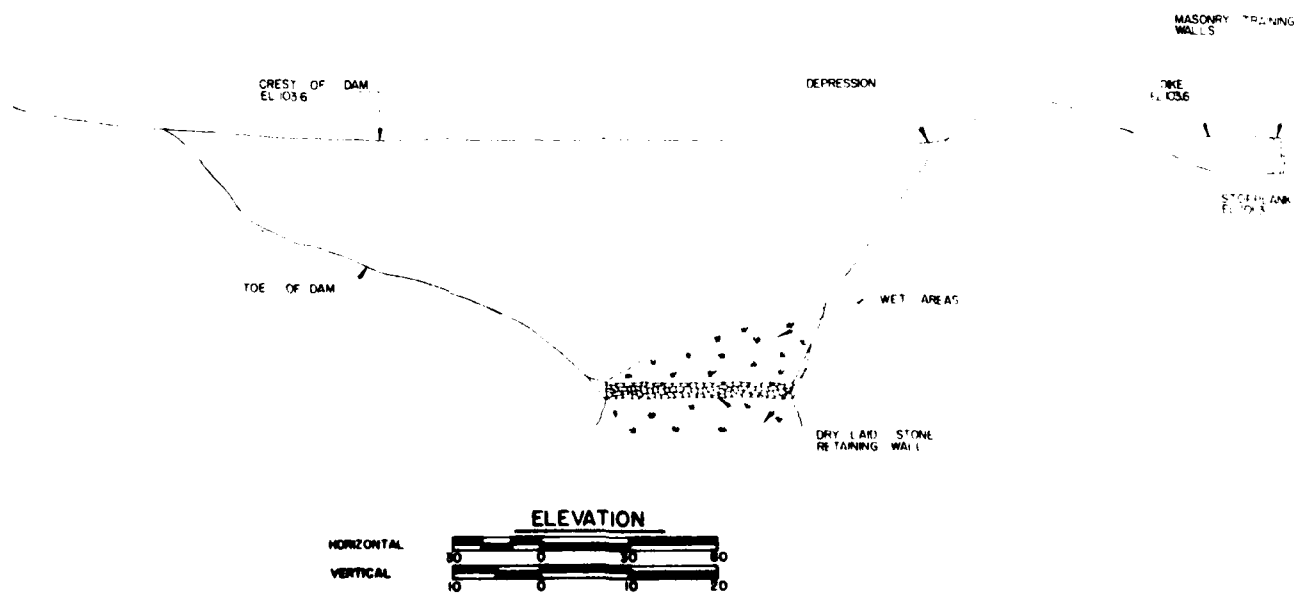 MASONRY TRAINING
WALLS
CREST OF DAM
EL 103.6
DEPRESSION
DIKE
EL 103.6
STOPPLANK
TOE OF DAM
WET AREAS
DRY LAID STONE
RETAINING WALL
ELEVATION
HORIZONTAL
30 0 30 60
VERTICAL
10 0 10 20